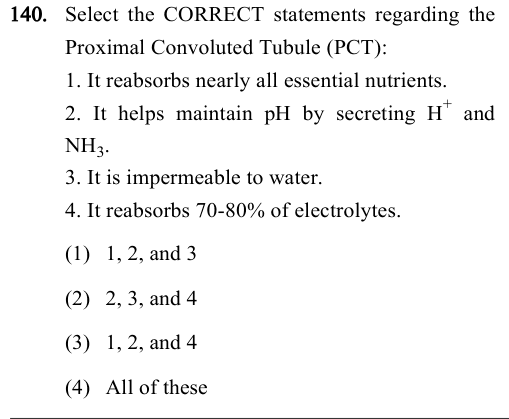 140. Select the CORRECT statements regarding the
Proximal Convoluted Tubule (PCT):
1. It reabsorbs nearly all essential nutrients.
2. It helps maintain pH by secreting H⁺ and
NH₃.
3. It is impermeable to water.
4. It reabsorbs 70-80% of electrolytes.
(1) 1, 2, and 3
(2) 2, 3, and 4
(3) 1, 2, and 4
(4) All of these